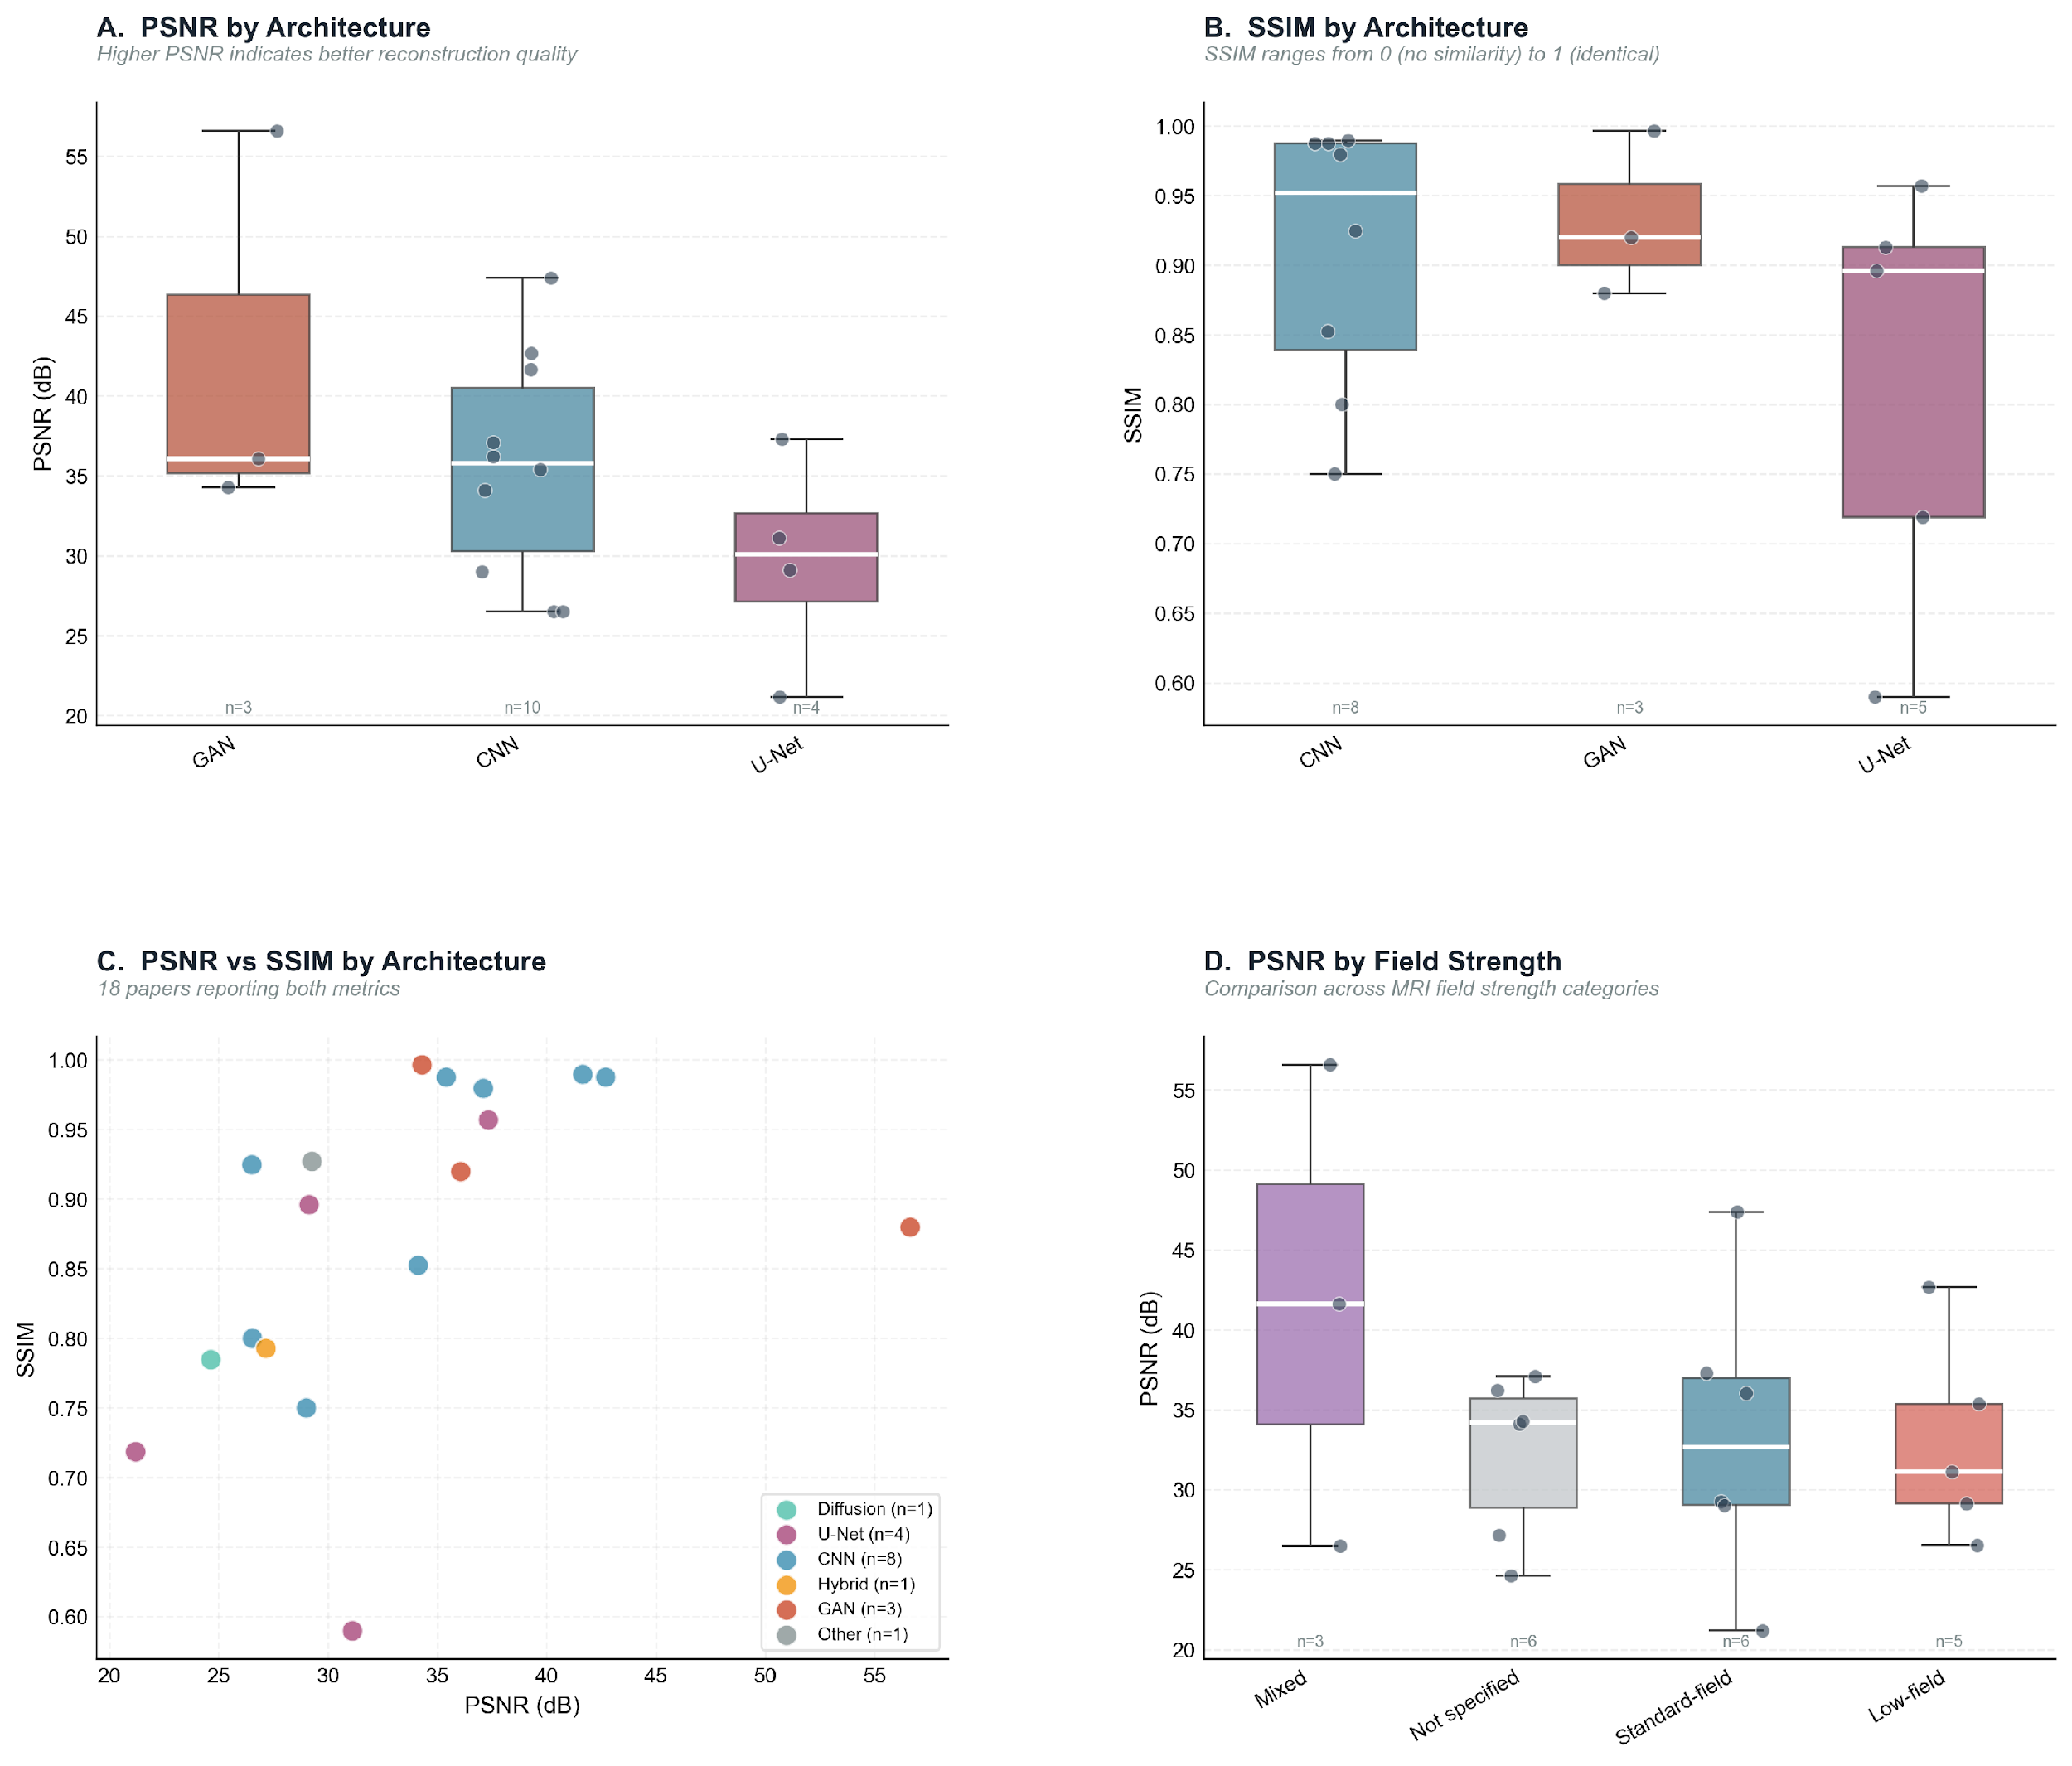 A.  PSNR by Architecture
Higher PSNR indicates better reconstruction quality
PSNR (dB)
55
50
45
40
35
30
25
20
n=3
n=10
n=4
GAN
CNN
U-Net
B.  SSIM by Architecture
SSIM ranges from 0 (no similarity) to 1 (identical)
SSIM
1.00
0.95
0.90
0.85
0.80
0.75
0.70
0.65
0.60
n=8
n=3
n=5
CNN
GAN
U-Net
C.  PSNR vs SSIM by Architecture
18 papers reporting both metrics
SSIM
1.00
0.95
0.90
0.85
0.80
0.75
0.70
0.65
0.60
Diffusion (n=1)
U-Net (n=4)
CNN (n=8)
Hybrid (n=1)
GAN (n=3)
Other (n=1)
20
25
30
35
40
45
50
55
PSNR (dB)
D.  PSNR by Field Strength
Comparison across MRI field strength categories
PSNR (dB)
55
50
45
40
35
30
25
20
n=3
n=6
n=6
n=5
Mixed
Not specified
Standard-field
Low-field